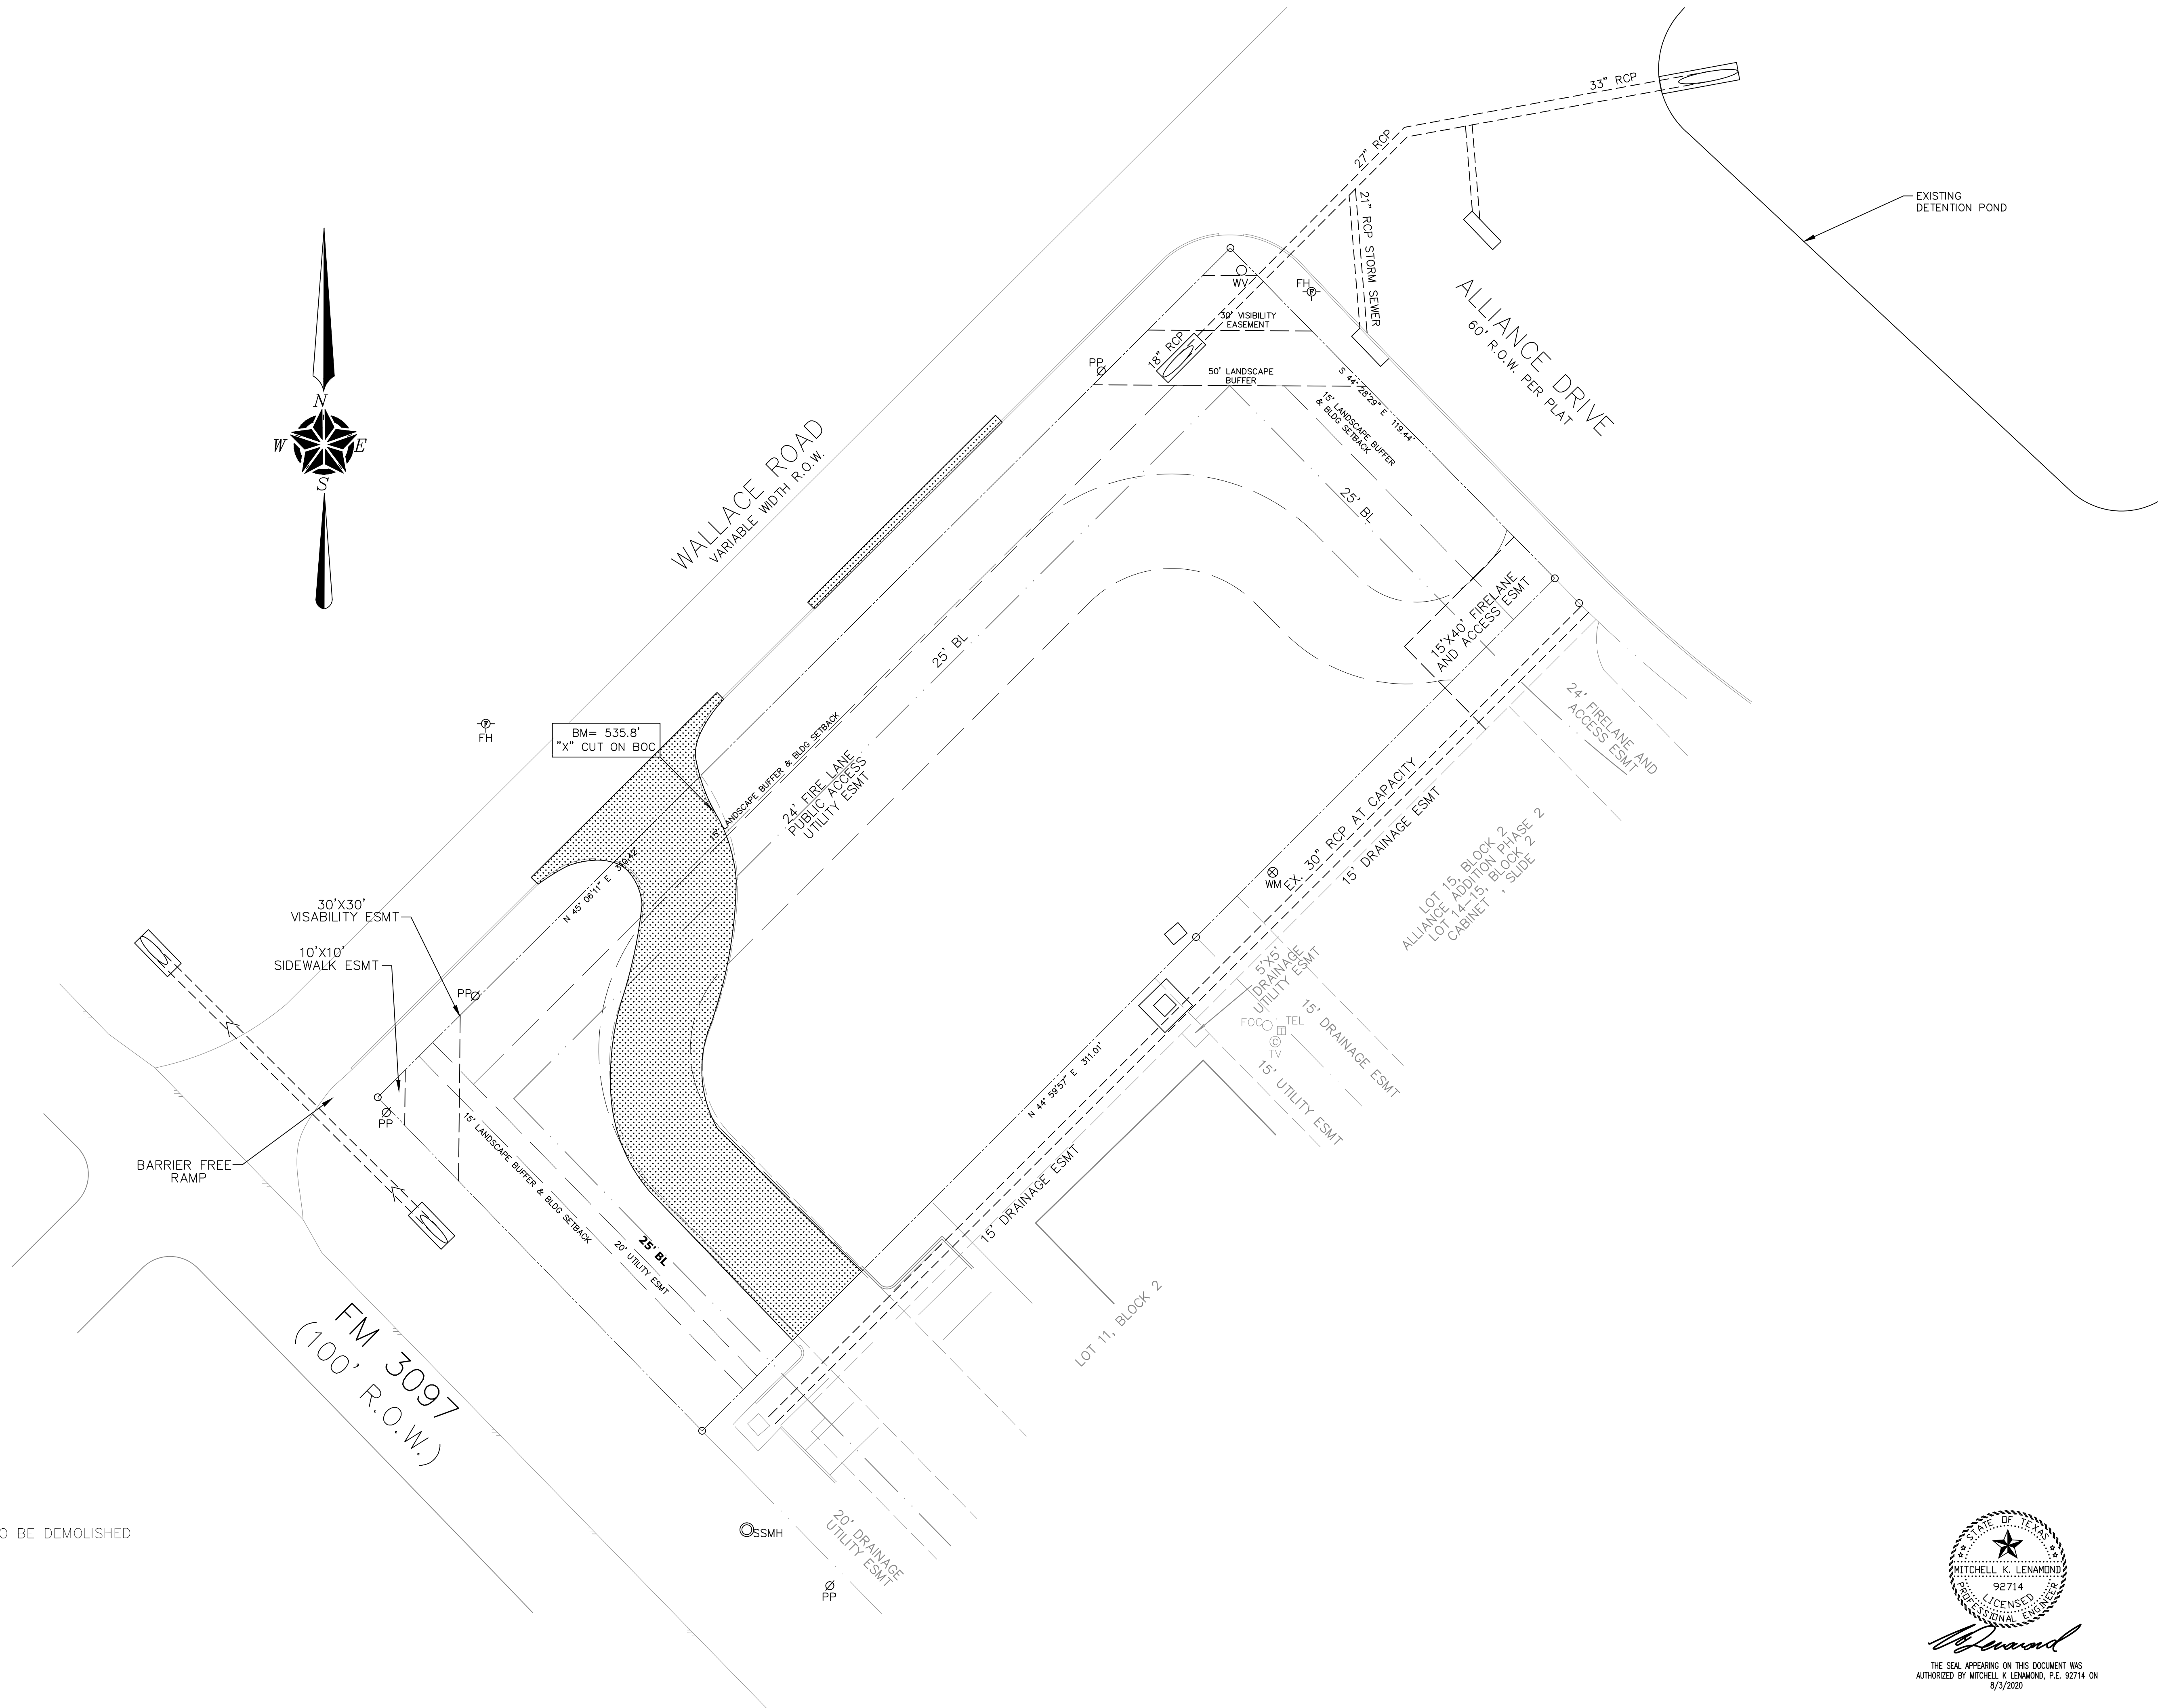 33" RCP
27" RCP
21" RCP STORM SEWER
EXISTING
DETENTION POND
ALLIANCE DRIVE
60' R.O.W. PER PLAT
N
W
E
S
WV
FH
F
30' VISIBILITY
EASEMENT
18" RCP
PP
50' LANDSCAPE
BUFFER
S 44° 28'29" E 119.44'
15' LANDSCAPE BUFFER
& BLDG SETBACK
25' BL
WALLACE ROAD
VARIABLE WIDTH R.O.W.
15'X40' FIRELANE
AND ACCESS ESMT
25' BL
24' FIRELANE AND
ACCESS ESMT
F
FH
BM= 535.8'
"X" CUT ON BOC
15' LANDSCAPE BUFFER & BLDG SETBACK
24' FIRE LANE
PUBLIC ACCESS
UTILITY ESMT
EX. 30" RCP AT CAPACITY
15' DRAINAGE ESMT
WM
LOT 15, BLOCK 2
ALLIANCE ADDITION PHASE 2
LOT 14-15, BLOCK 2
CABINET , SLIDE
N 45° 06'11" E 310.42'
30'X30'
VISABILITY ESMT
10'X10'
SIDEWALK ESMT
PP
PP
5'X5'
DRAINAGE
UTILITY ESMT
FOC
TEL
C
TV
15' DRAINAGE ESMT
15' UTILITY ESMT
N 44° 59'57" E 311.01'
BARRIER FREE
RAMP
15' LANDSCAPE BUFFER & BLDG SETBACK
20' UTILITY ESMT
25' BL
15' DRAINAGE ESMT
LOT 11, BLOCK 2
FM 3097
(100' R.O.W.)
SSMH
20' DRAINAGE
UTILITY ESMT
PP
O BE DEMOLISHED
STATE OF TEXAS
MITCHELL K. LENAMOND
92714
LICENSED
PROFESSIONAL ENGINEER
THE SEAL APPEARING ON THIS DOCUMENT WAS
AUTHORIZED BY MITCHELL K LENAMOND, P.E. 92714 ON
8/3/2020